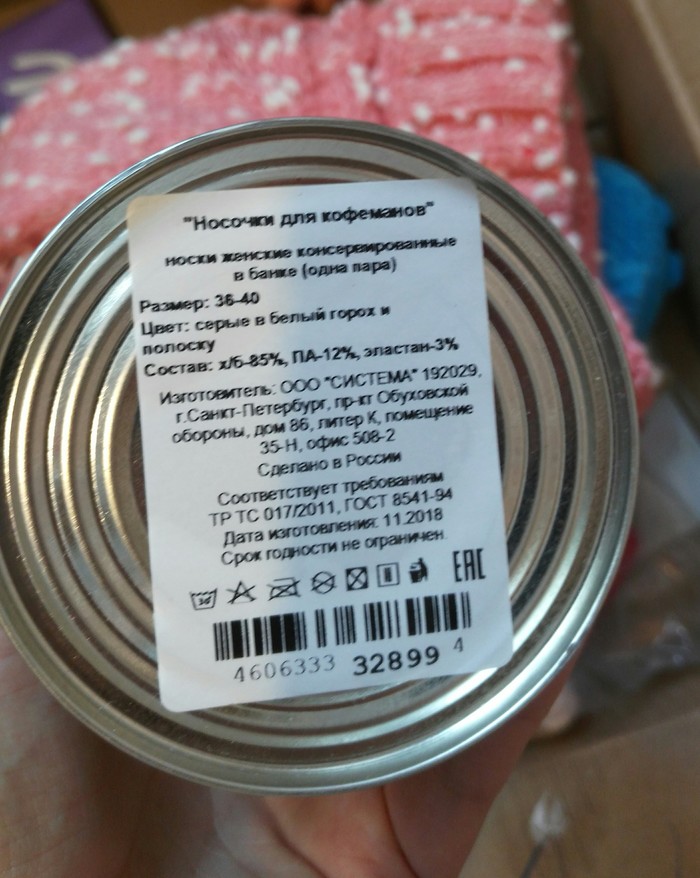 "Носочки для кофеманов"
носки женские консервированные
в банке (одна пара)
Размер: 36-40
Цвет: серые в белый горох и
полоску
Состав: х/б-85%, ПА-12%, эластан-3%
Изготовитель: ООО "СИСТЕМА" 192029,
г.Санкт-Петербург, пр-кт Обуховской
обороны, дом 86, литер К, помещение
35-Н, офис 508-2
Сделано в России
Соответствует требованиям
ТР ТС 017/2011, ГОСТ 8541-94
Дата изготовления: 11.2018
Срок годности не ограничен.
30 EAC
4606333 32899 4